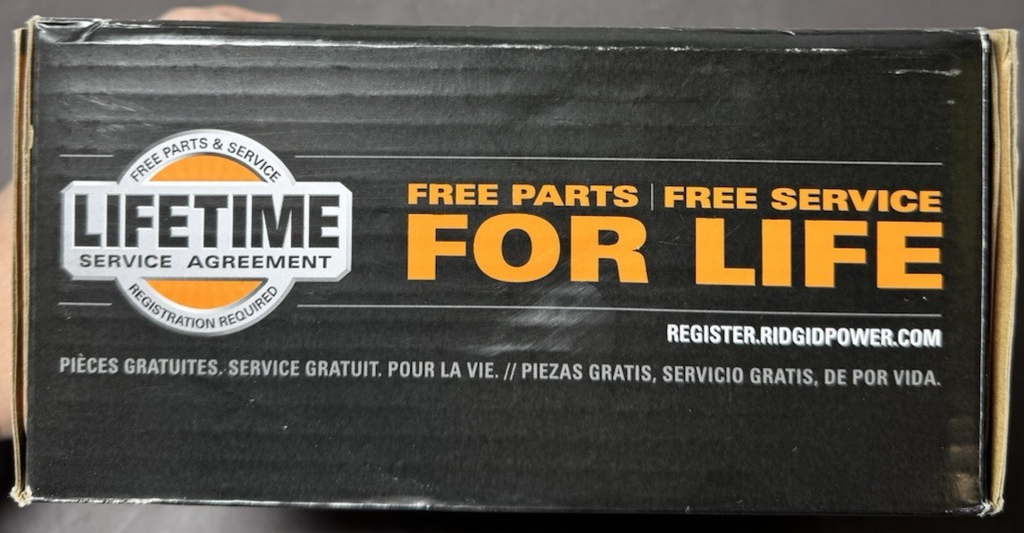 FREE PARTS & SERVICE
LIFETIME
SERVICE AGREEMENT
REGISTRATION REQUIRED
FREE PARTS | FREE SERVICE
FOR LIFE
REGISTER.RIDGIDPOWER.COM
PIÈCES GRATUITES. SERVICE GRATUIT. POUR LA VIE. // PIEZAS GRATIS, SERVICIO GRATIS, DE POR VIDA.